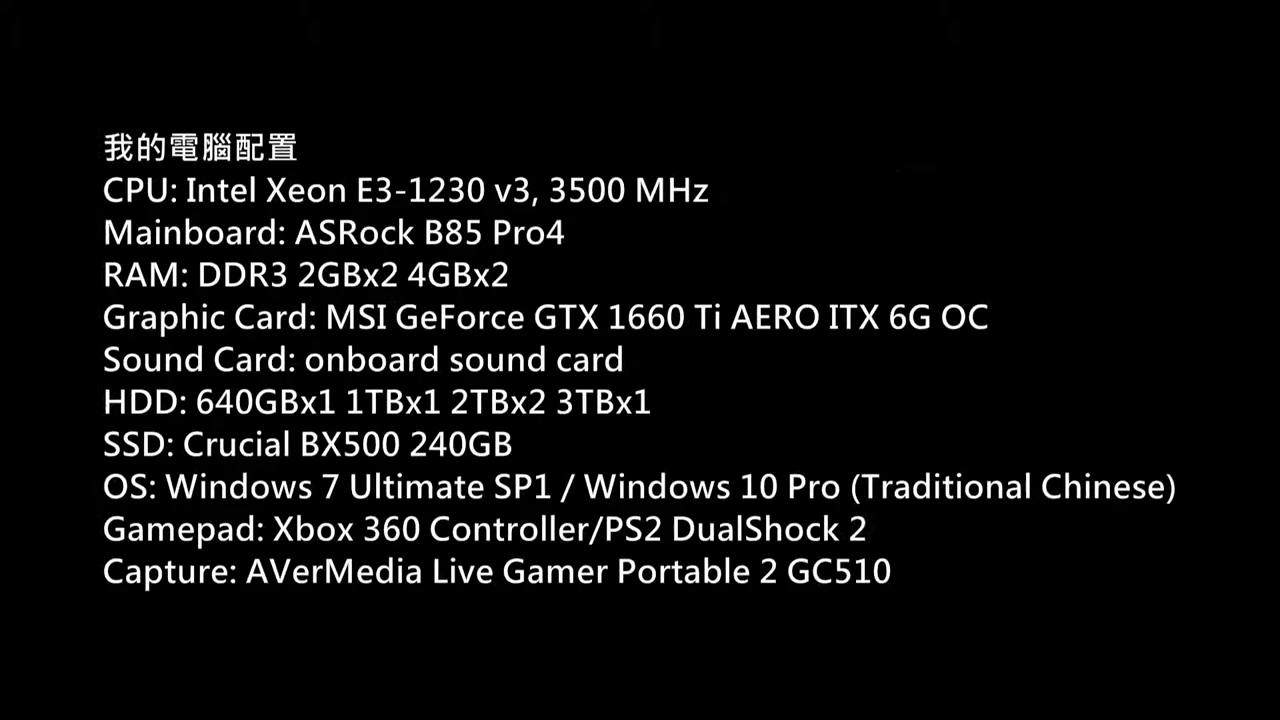 我的電腦配置
CPU: Intel Xeon E3-1230 v3, 3500 MHz
Mainboard: ASRock B85 Pro4
RAM: DDR3 2GBx2 4GBx2
Graphic Card: MSI GeForce GTX 1660 Ti AERO ITX 6G OC
Sound Card: onboard sound card
HDD: 640GBx1 1TBx1 2TBx2 3TBx1
SSD: Crucial BX500 240GB
OS: Windows 7 Ultimate SP1 / Windows 10 Pro (Traditional Chinese)
Gamepad: Xbox 360 Controller/PS2 DualShock 2
Capture: AVerMedia Live Gamer Portable 2 GC510